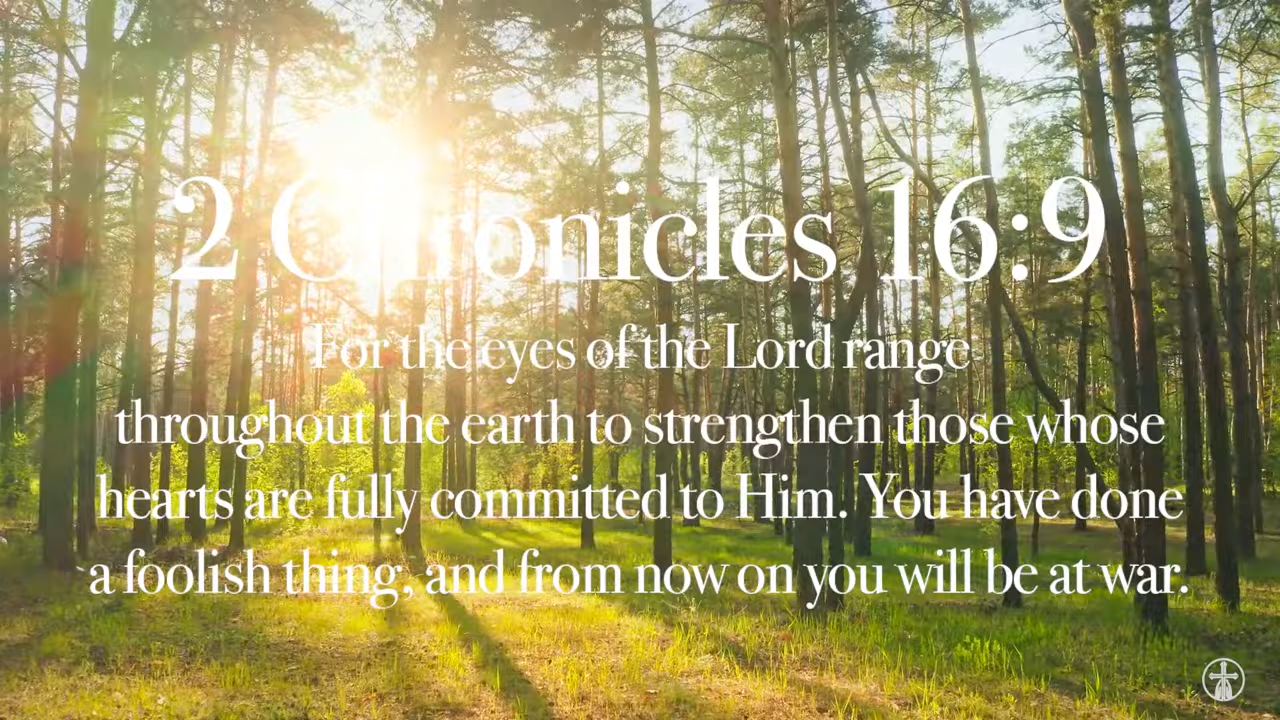 2 Chronicles 16:9
For the eyes of the Lord range
throughout the earth to strengthen those whose
hearts are fully committed to Him. You have done
a foolish thing, and from now on you will be at war.